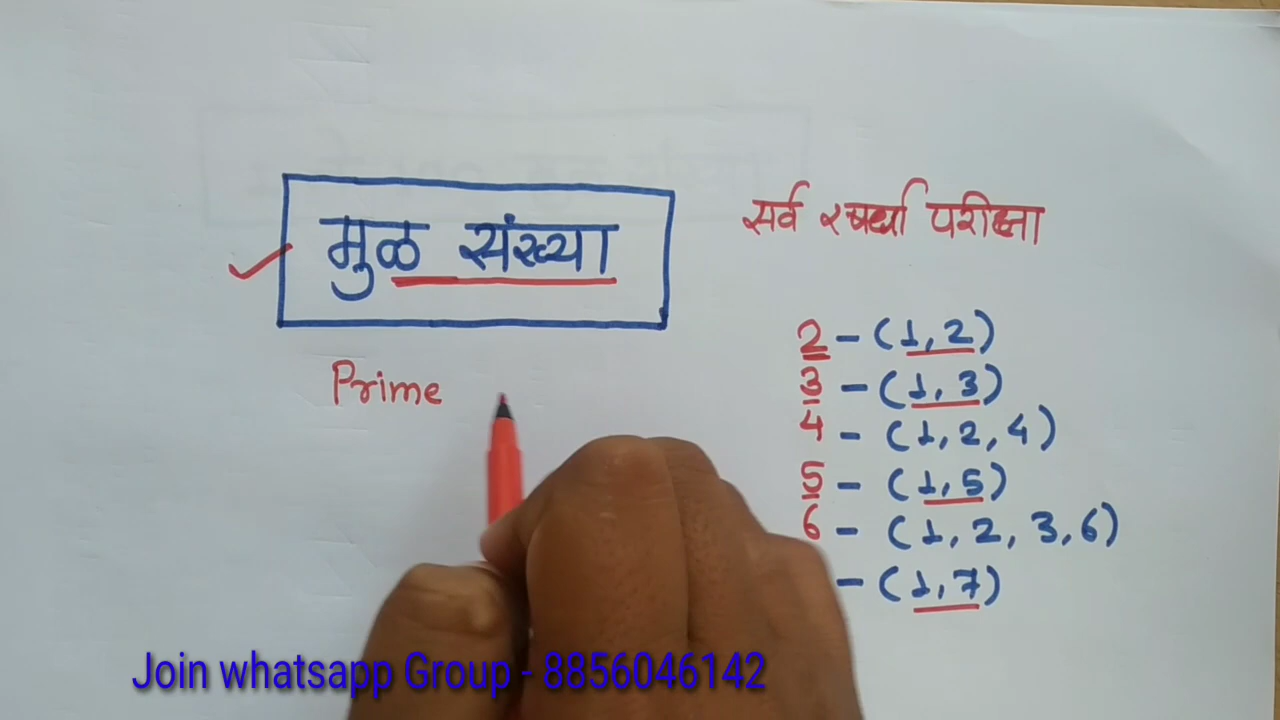 मुळ संख्या
सर्व स्पर्धा परीक्षा
Prime
2 - (1, 2)
3 - (1, 3)
4 - (1, 2, 4)
5 - (1, 5)
6 - (1, 2, 3, 6)
- (1, 7)
Join whatsapp Group - 8856046142